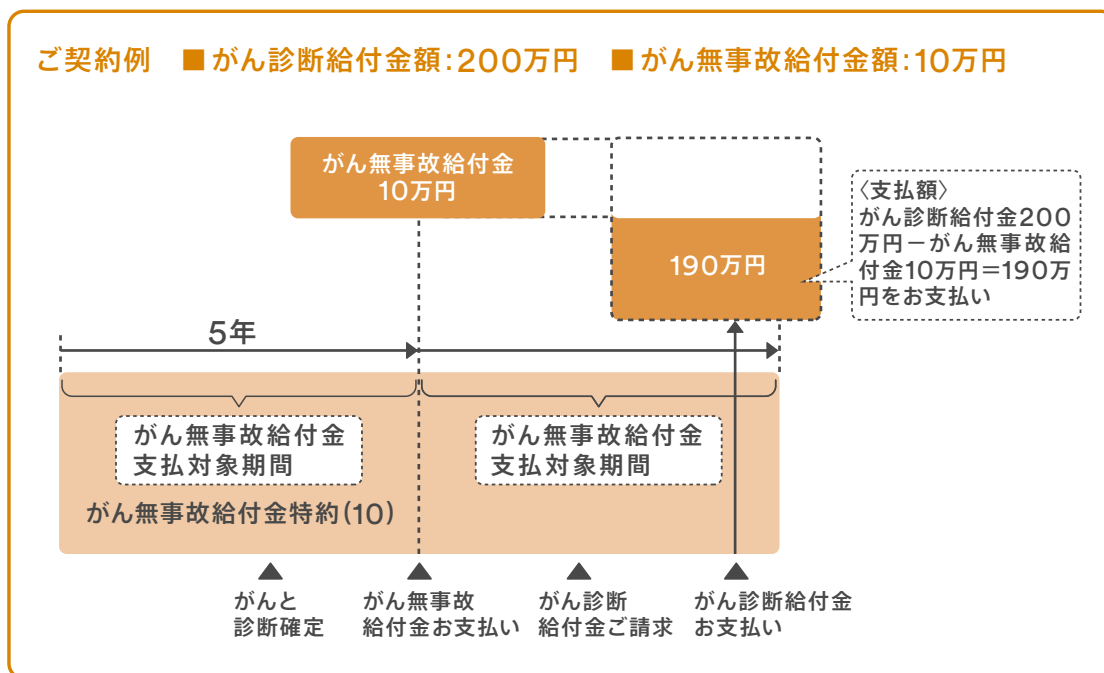 ご契約例 ■がん診断給付金額:200万円 ■がん無事故給付金額:10万円
がん無事故給付金
10万円
190万円
〈支払額〉
がん診断給付金200
万円－がん無事故給
付金10万円＝190万
円をお支払い
5年
がん無事故給付金
支払対象期間
がん無事故給付金
支払対象期間
がん無事故給付金特約(10)
がんと
診断確定
がん無事故
給付金お支払い
がん診断
給付金ご請求
がん診断給付金
お支払い